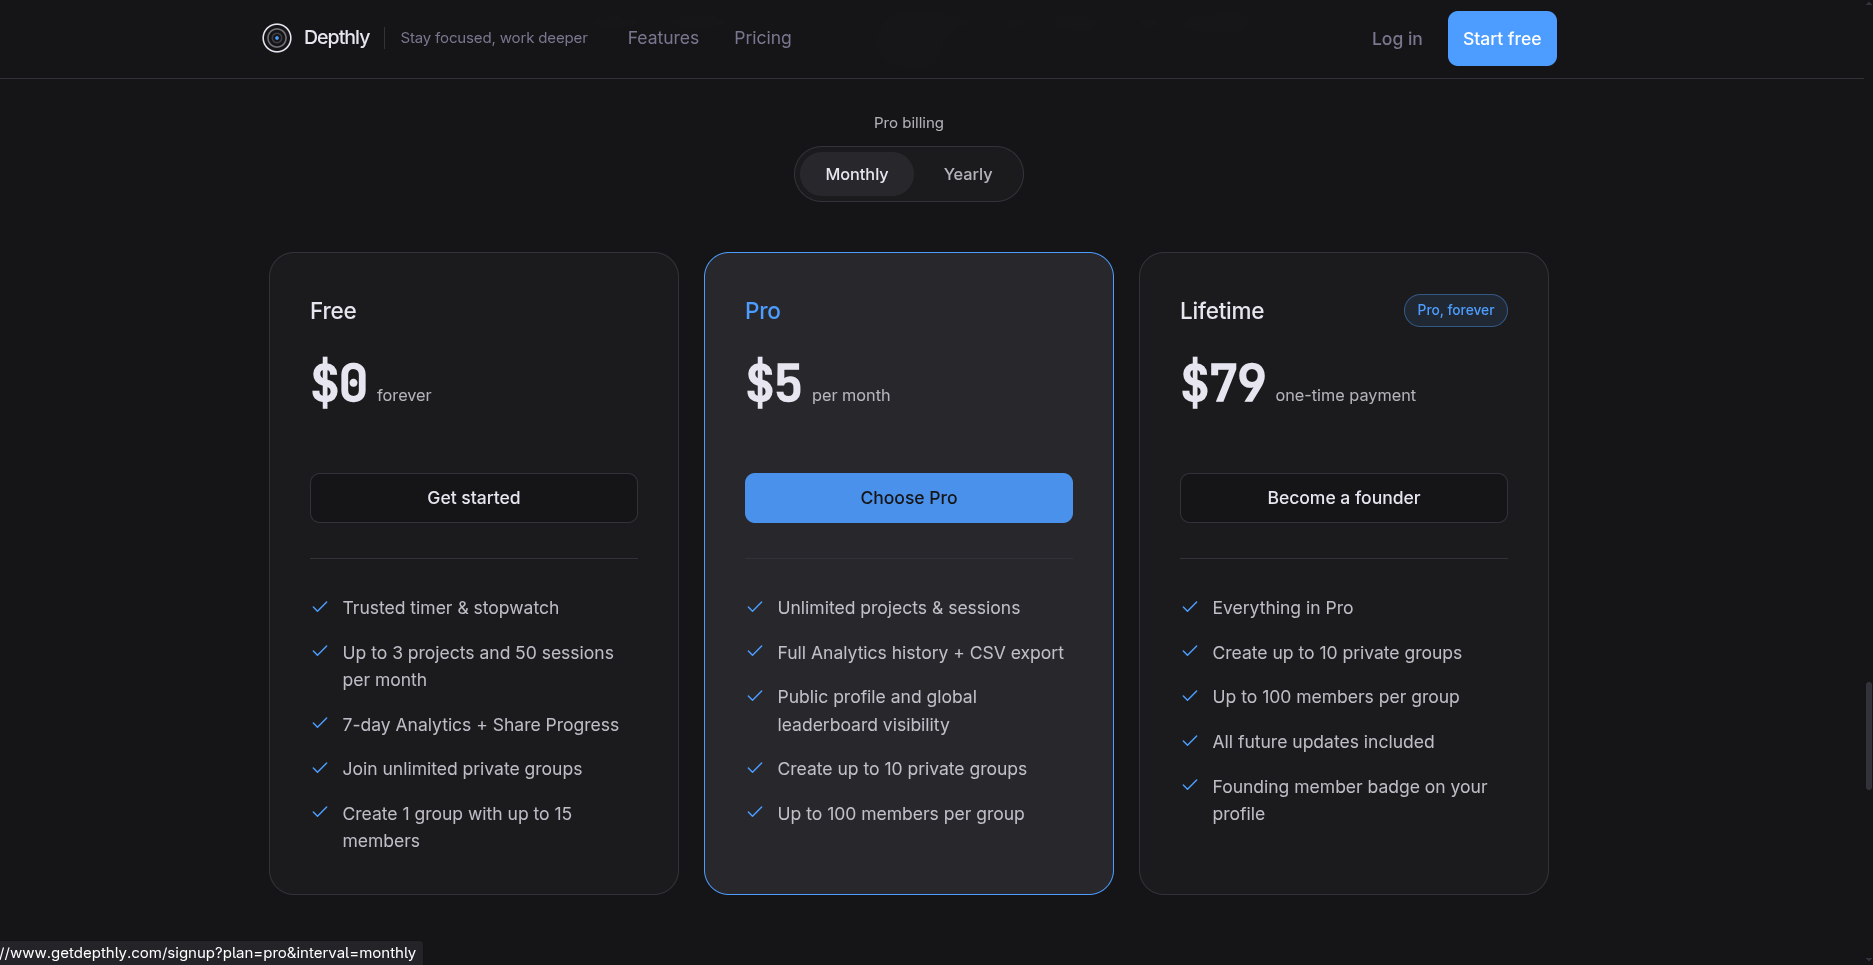 Depthly
Stay focused, work deeper
Features
Pricing
Log in
Start free
Pro billing
Monthly
Yearly
Free
$0 forever
Get started
Trusted timer & stopwatch
Up to 3 projects and 50 sessions
per month
7-day Analytics + Share Progress
Join unlimited private groups
Create 1 group with up to 15
members
Pro
$5 per month
Choose Pro
Unlimited projects & sessions
Full Analytics history + CSV export
Public profile and global
leaderboard visibility
Create up to 10 private groups
Up to 100 members per group
Lifetime
Pro, forever
$79 one-time payment
Become a founder
Everything in Pro
Create up to 10 private groups
Up to 100 members per group
All future updates included
Founding member badge on your
profile
//www.getdepthly.com/signup?plan=pro&interval=monthly